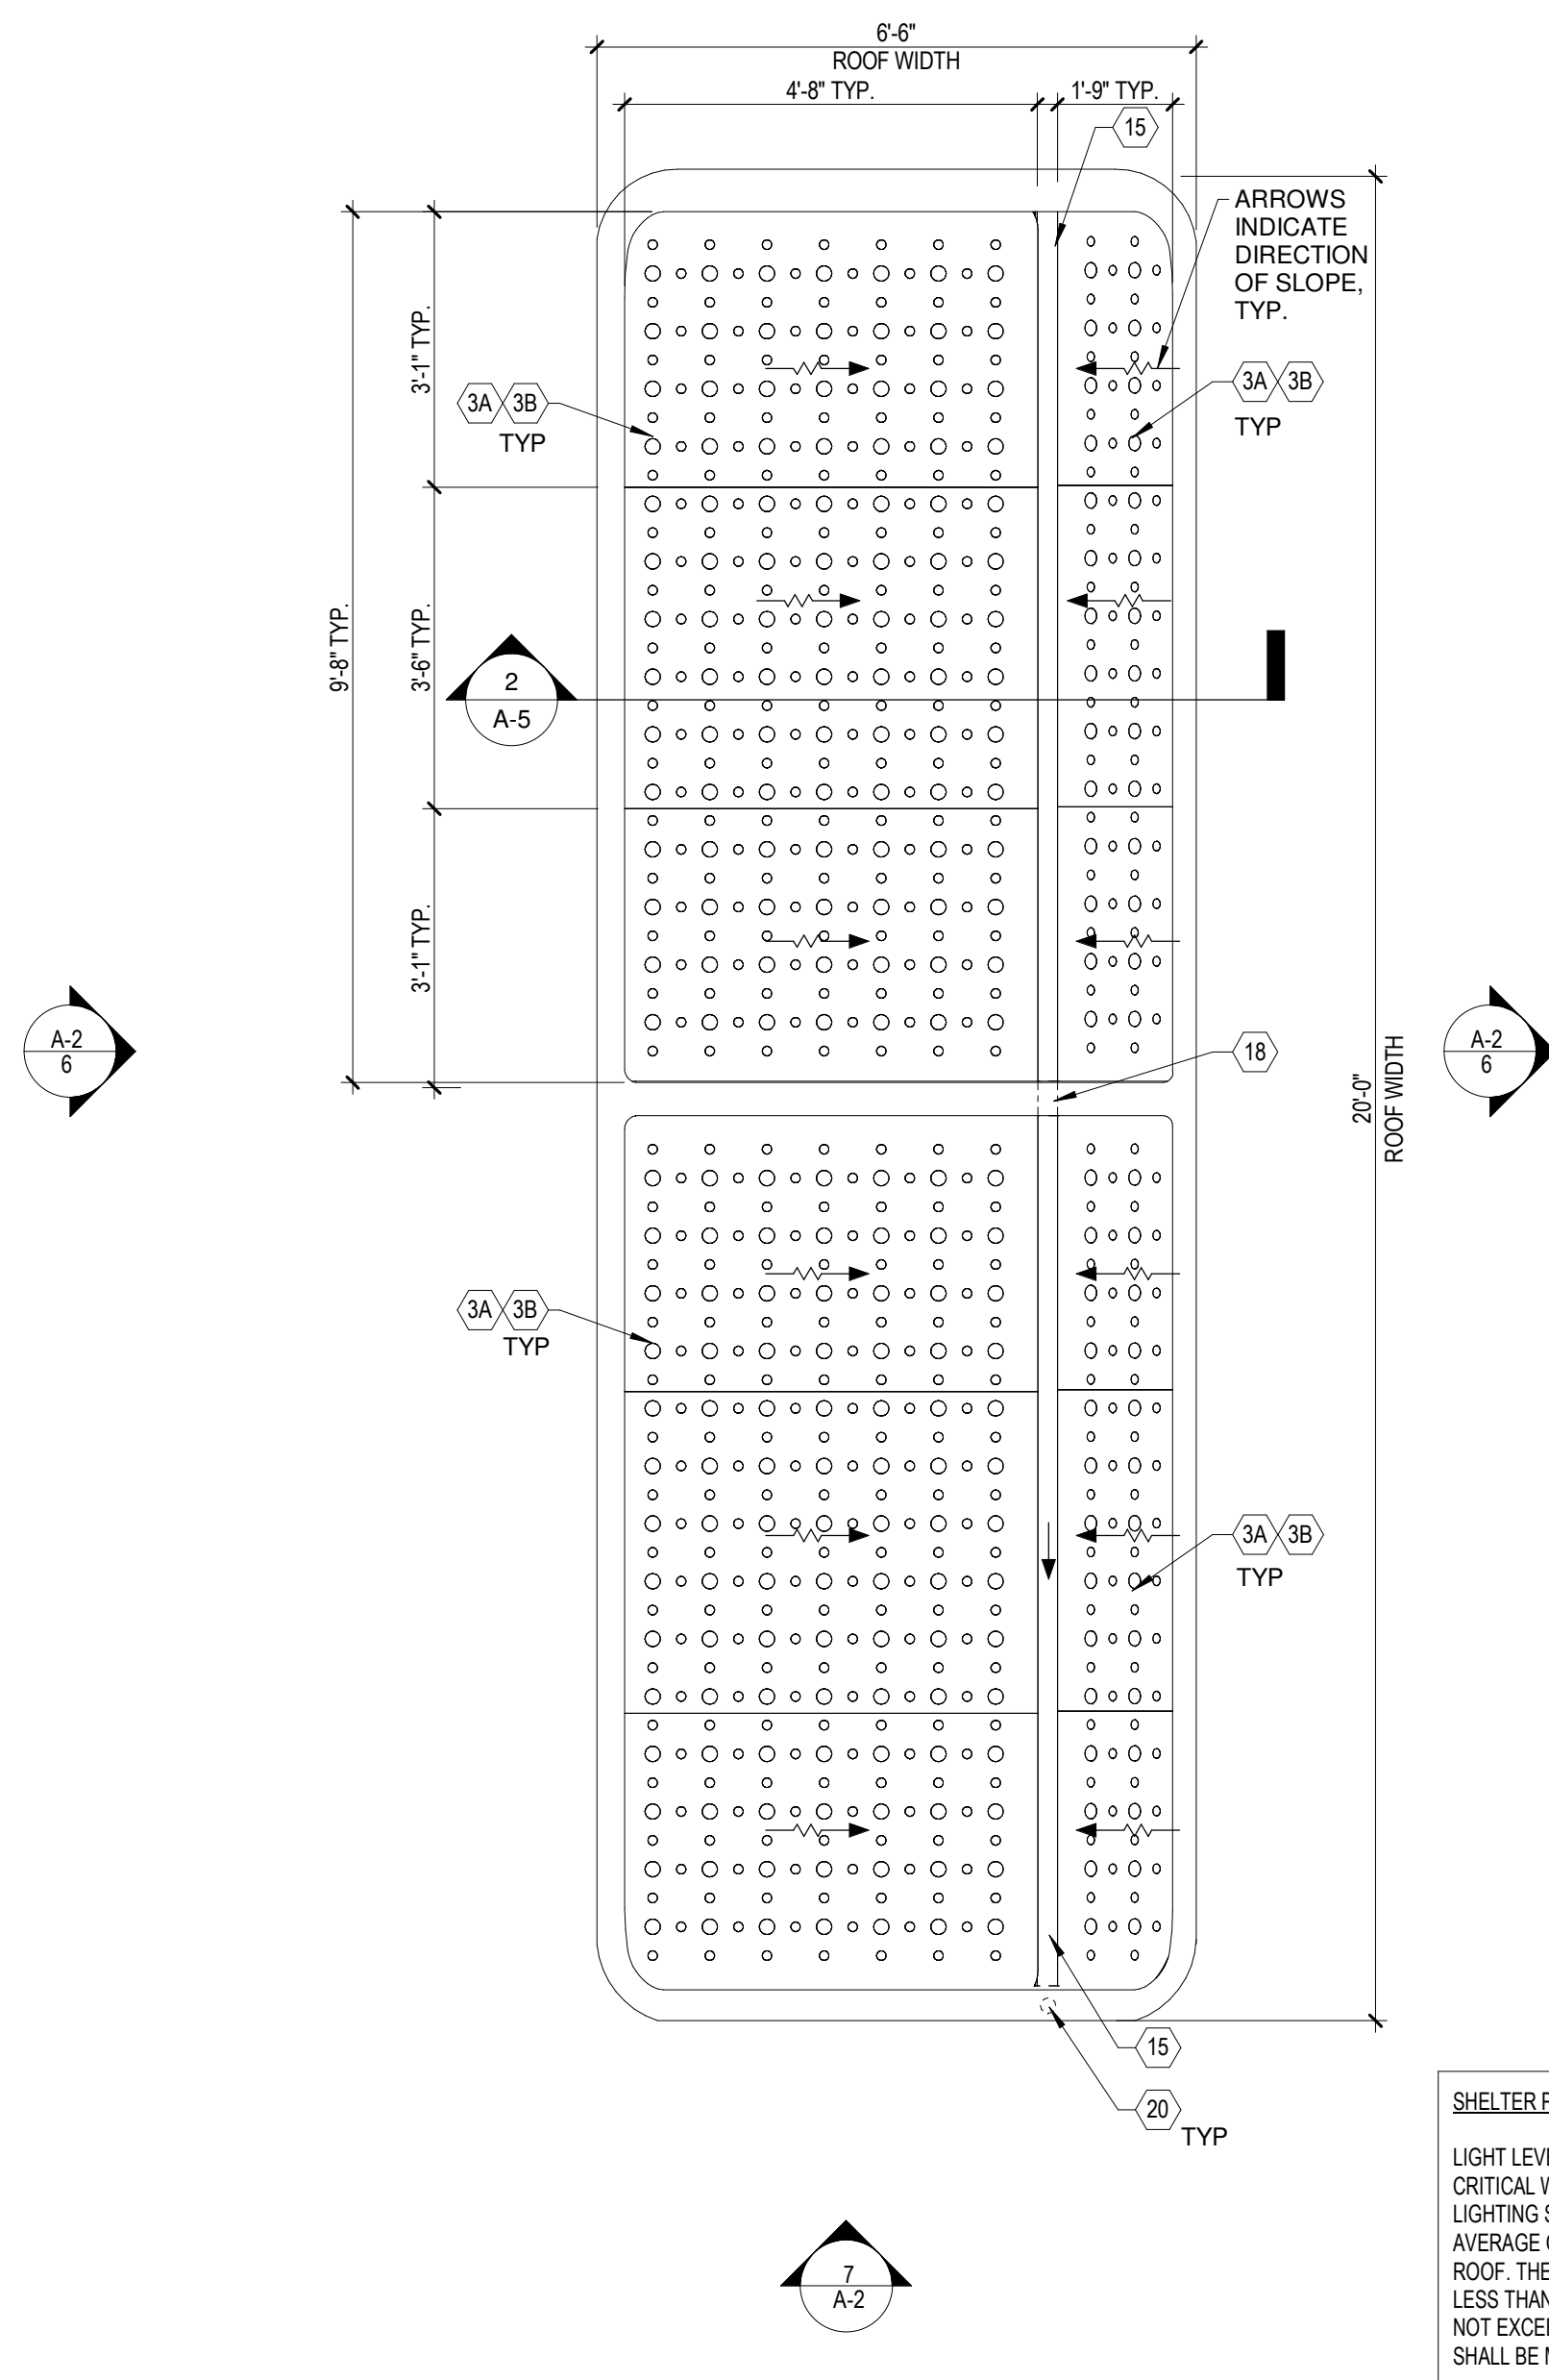 6'-6"
ROOF WIDTH
4'-8" TYP.
1'-9" TYP.
15
ARROWS
INDICATE
DIRECTION
OF SLOPE,
TYP.
3'-1" TYP.
3A
3B
TYP
3A
3B
TYP
9'-8" TYP.
3'-6" TYP.
2
A-5
3'-1" TYP.
A-2
6
18
A-2
6
20'-0"
ROOF WIDTH
3A
3B
TYP
3A
3B
TYP
15
20
TYP
7
A-2
SHELTER
LIGHT
CRITICAL
LIGHTING
AVERAGE
ROOF. THE
LESS THAN
NOT
SHALL BE